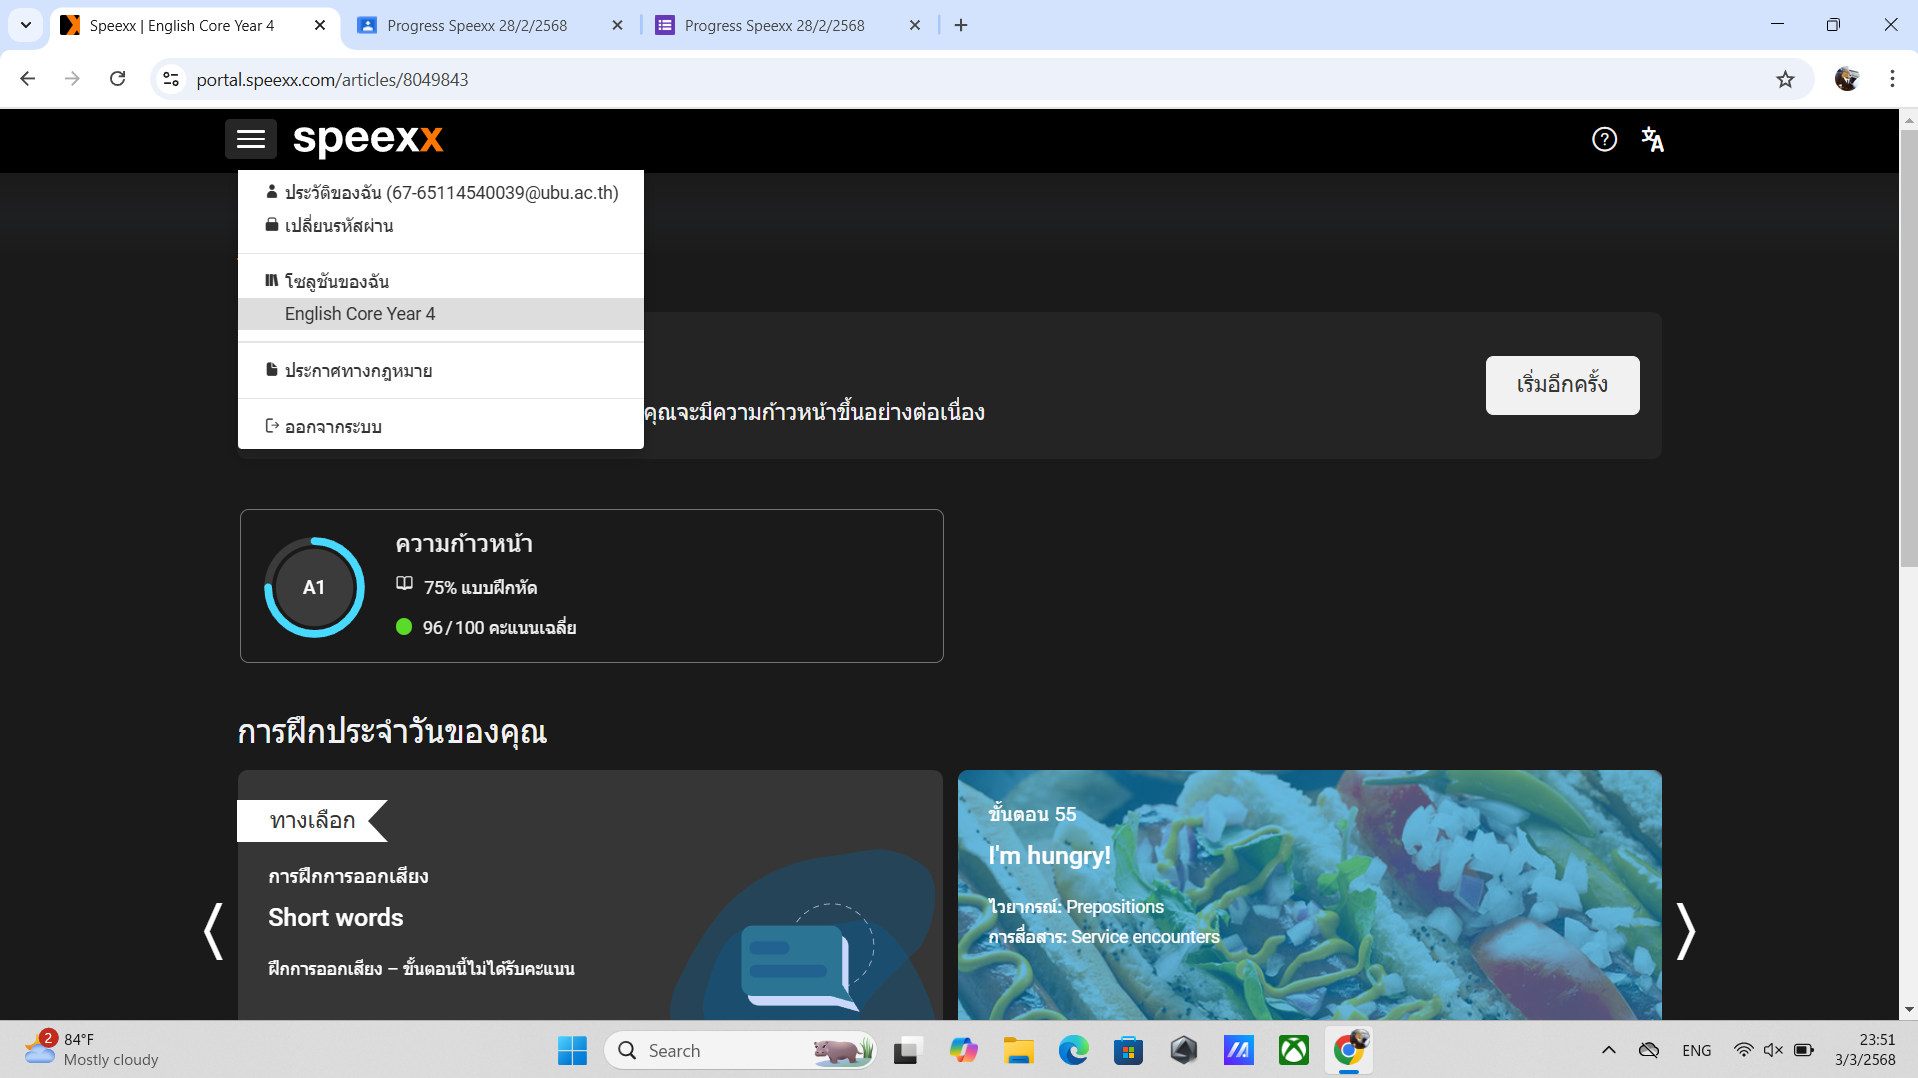 Speexx | English Core Year 4
Progress Speexx 28/2/2568
Progress Speexx 28/2/2568
portal.speexx.com/articles/8049843
speexx
ประวัติของฉัน (67-65114540039@ubu.ac.th)
เปลี่ยนรหัสผ่าน
โซลูชันของฉัน
English Core Year 4
ประกาศทางกฎหมาย
ออกจากระบบ
คุณจะมีความก้าวหน้าขึ้นอย่างต่อเนื่อง
เริ่มอีกครั้ง
A1
ความก้าวหน้า
75% แบบฝึกหัด
96/100 คะแนนเฉลี่ย
การฝึกประจำวันของคุณ
ทางเลือก
การฝึกการออกเสียง
Short words
ฝึกการออกเสียง – ขั้นตอนนี้ไม่ได้รับคะแนน
ขั้นตอน 55
I'm hungry!
ไวยากรณ์: Prepositions
การสื่อสาร: Service encounters
2
84°F
Mostly cloudy
Search
ENG
23:51
3/3/2568